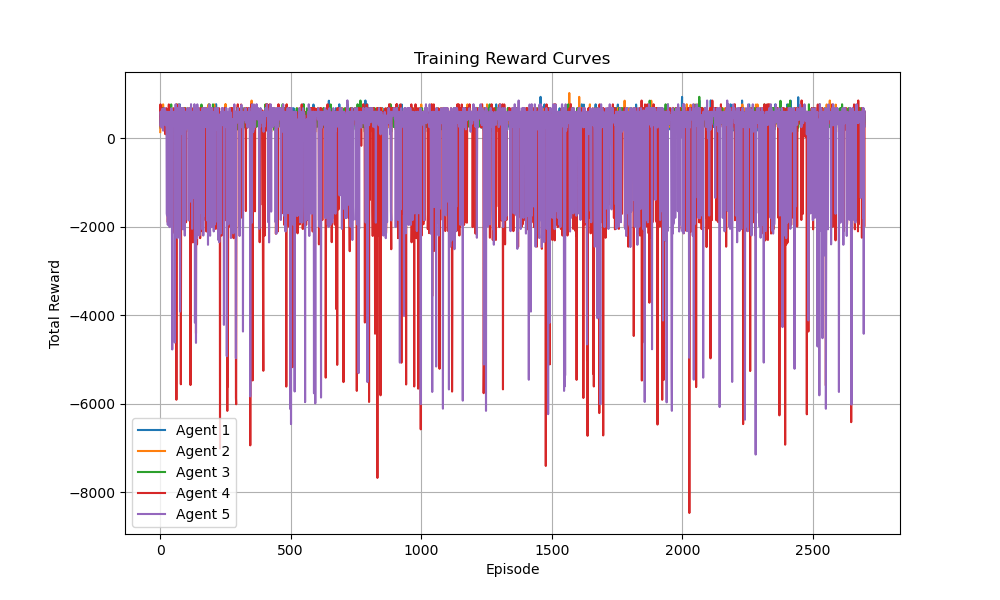 Training Reward Curves
Total Reward
0
−2000
−4000
−6000
−8000
Agent 1
Agent 2
Agent 3
Agent 4
Agent 5
0
500
1000
1500
2000
2500
Episode